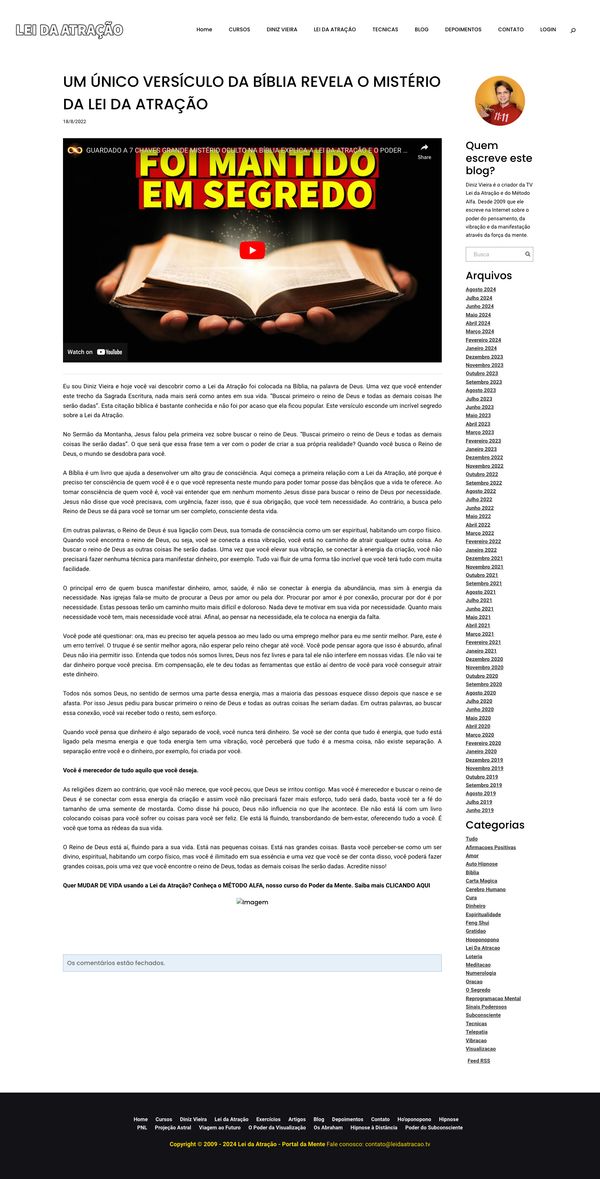 LEI DA ATRAÇÃO
Home CURSOS DINIZ VIEIRA LEI DA ATRAÇÃO TECNICAS BLOG DEPOIMENTOS CONTATO LOGIN
UM ÚNICO VERSÍCULO DA BÍBLIA REVELA O MISTÉRIO
DA LEI DA ATRAÇÃO
18/8/2022
GUARDADO A 7 CHAVES GRANDE MISTÉRIO OCULTO NA BÍBLIA EXPLICA A LEI DA ATRAÇÃO E O PODER ...
Share
FOI MANTIDO
EM SEGREDO
Watch on YouTube
Eu sou Diniz Vieira e hoje você vai descobrir como a Lei da Atração foi colocada na Bíblia, na palavra de Deus. Uma vez que você entender
este trecho da Sagrada Escritura, nada mais será como antes em sua vida. "Buscai primeiro o reino de Deus e todas as demais coisas lhe
serão dadas". Esta citação bíblica é bastante conhecida e não foi por acaso que ela ficou popular. Este versículo esconde um incrível segredo
sobre a Lei da Atração.
No Sermão da Montanha, Jesus falou pela primeira vez sobre buscar o reino de Deus. "Buscai primeiro o reino de Deus e todas as demais
coisas lhe serão dadas". O que será que essa frase tem a ver com o poder de criar a sua própria realidade? Quando você busca o Reino de
Deus, o mundo se desdobra para você.
A Bíblia é um livro que ajuda a desenvolver um alto grau de consciência. Aqui começa a primeira relação com a Lei da Atração, até porque é
preciso ter consciência de quem você é e o que você representa neste mundo para poder tomar posse das bênçãos que a vida te oferece. Ao
tomar consciência de quem você é, você vai entender que em nenhum momento Jesus disse para buscar o reino de Deus por necessidade.
Jesus não disse que você precisava, com urgência, fazer isso, que é sua obrigação, que você tem necessidade. Ao contrário, a busca pelo
Reino de Deus se dá para você se tornar um ser completo, consciente desta vida.
Em outras palavras, o Reino de Deus é sua ligação com Deus, sua tomada de consciência como um ser espiritual, habitando um corpo físico.
Quando você encontra o reino de Deus, ou seja, você se conecta a essa vibração, você está no caminho de atrair qualquer outra coisa. Ao
buscar o reino de Deus as outras coisas lhe serão dadas. Uma vez que você elevar sua vibração, se conectar à energia da criação, você não
precisará fazer nenhuma técnica para manifestar dinheiro, por exemplo. Tudo vai fluir de uma forma tão incrível que você terá tudo com muita
facilidade.
O principal erro de quem busca manifestar dinheiro, amor, saúde, é não se conectar à energia da abundância, mas sim à energia da
necessidade. Nas igrejas fala-se muito de procurar a Deus por amor ou pela dor. Procurar por amor é por conexão, procurar por dor é por
necessidade. Estas pessoas terão um caminho muito mais difícil e doloroso. Nada deve te motivar em sua vida por necessidade. Quanto mais
necessidade você tem, mais necessidade você atrai. Afinal, ao pensar na necessidade, ela te coloca na energia da falta.
Você pode até questionar: ora, mas eu preciso ter aquela pessoa ao meu lado ou uma emprego melhor para eu me sentir melhor. Pare, este é
um erro terrível. O truque é se sentir melhor agora, não esperar pelo reino chegar até você. Você pode pensar agora que isso é absurdo, afinal
Deus não iria permitir isso. Entenda que todos nós somos livres, Deus nos fez livres e para tal ele não interfere em nossas vidas. Ele não vai te
dar dinheiro porque você precisa. Em compensação, ele te deu todas as ferramentas que estão aí dentro de você para você conseguir atrair
este dinheiro.
Todos nós somos Deus, no sentido de sermos uma parte dessa energia, mas a maioria das pessoas esquece disso depois que nasce e se
afasta. Por isso Jesus pediu para buscar primeiro o reino de Deus e todas as outras coisas lhe seriam dadas. Em outras palavras, ao buscar
essa conexão, você vai receber todo o resto, sem esforço.
Quando você pensa que dinheiro é algo separado de você, você nunca terá dinheiro. Se você se der conta que tudo é energia, que tudo está
ligado pela mesma energia e que toda energia tem uma vibração, você perceberá que tudo é a mesma coisa, não existe separação. A
separação entre você e o dinheiro, por exemplo, foi criada por você.
Você é merecedor de tudo aquilo que você deseja.
As religiões dizem ao contrário, que você não merece, que você pecou, que Deus se irritou contigo. Mas você é merecedor e buscar o reino de
Deus é se conectar com essa energia da criação e assim você não precisará fazer mais esforço, tudo será dado, basta você ter a fé do
tamanho de uma semente de mostarda. Como disse há pouco, Deus não influencia no que lhe acontece. Ele não está lá com um livro
colocando coisas para você sofrer ou coisas para você ser feliz. Ele está lá fluindo, transbordando de bem-estar, oferecendo tudo a você. É
você que toma as rédeas da sua vida.
O Reino de Deus está aí, fluindo para a sua vida. Está nas pequenas coisas. Está nas grandes coisas. Basta você perceber-se como um ser
divino, espiritual, habitando um corpo físico, mas você é ilimitado em sua essência e uma vez que você se der conta disso, você poderá fazer
grandes coisas, pois uma vez que você encontre o reino de Deus, todas as demais coisas lhe serão dadas. Acredite nisso!
Quer MUDAR DE VIDA usando a Lei da Atração? Conheça o MÉTODO ALFA, nosso curso do Poder da Mente. Saiba mais CLICANDO AQUI
Imagem
Os comentários estão fechados.
11:11
Quem
escreve este
blog?
Diniz Vieira é o criador da TV
Lei da Atração e do Método
Alfa. Desde 2009 que ele
escreve na Internet sobre o
poder do pensamento, da
vibração e da manifestação
através da força da mente.
Busca
Arquivos
Agosto 2024
Julho 2024
Junho 2024
Maio 2024
Abril 2024
Março 2024
Fevereiro 2024
Janeiro 2024
Dezembro 2023
Novembro 2023
Outubro 2023
Setembro 2023
Agosto 2023
Julho 2023
Junho 2023
Maio 2023
Abril 2023
Março 2023
Fevereiro 2023
Janeiro 2023
Dezembro 2022
Novembro 2022
Outubro 2022
Setembro 2022
Agosto 2022
Julho 2022
Junho 2022
Maio 2022
Abril 2022
Março 2022
Fevereiro 2022
Janeiro 2022
Dezembro 2021
Novembro 2021
Outubro 2021
Setembro 2021
Agosto 2021
Julho 2021
Junho 2021
Maio 2021
Abril 2021
Março 2021
Fevereiro 2021
Janeiro 2021
Dezembro 2020
Novembro 2020
Outubro 2020
Setembro 2020
Agosto 2020
Julho 2020
Junho 2020
Maio 2020
Abril 2020
Março 2020
Fevereiro 2020
Janeiro 2020
Dezembro 2019
Novembro 2019
Outubro 2019
Setembro 2019
Agosto 2019
Julho 2019
Junho 2019
Categorias
Tudo
Afirmacoes Positivas
Amor
Auto Hipnose
Bíblia
Carta Magica
Cerebro Humano
Cura
Dinheiro
Espiritualidade
Feng Shui
Gratidao
Hooponopono
Lei Da Atracao
Loteria
Meditacao
Numerologia
Oracao
O Segredo
Reprogramacao Mental
Sinais Poderosos
Subconsciente
Tecnicas
Telepatia
Vibracao
Visualizacao
Feed RSS
Home Cursos Diniz Vieira Lei da Atração Exercícios Artigos Blog Depoimentos Contato Ho'oponopono Hipnose
PNL Projeção Astral Viagem ao Futuro O Poder da Visualização Os Abraham Hipnose à Distância Poder do Subconsciente
Copyright © 2009 - 2024 Lei da Atração - Portal da Mente Fale conosco: contato@leidaatracao.tv